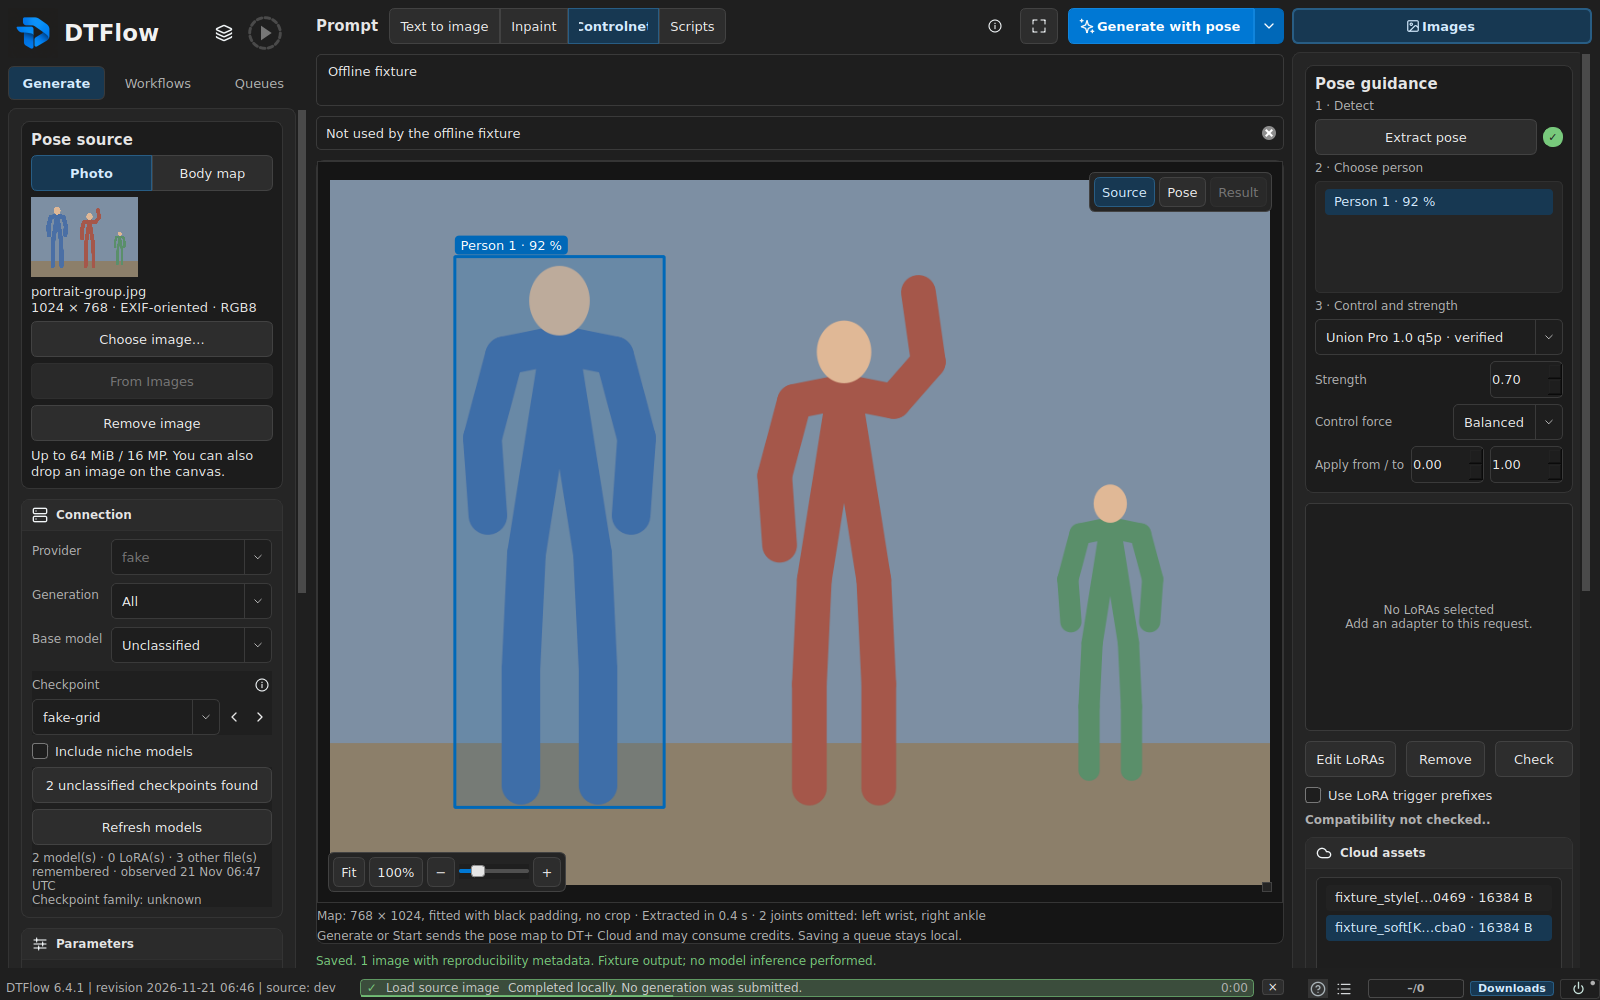 DTFlow
Generate
Workflows
Queues
Pose source
Photo
Body map
portrait-group.jpg
1024 × 768 · EXIF-oriented · RGB8
Choose image…
From Images
Remove image
Up to 64 MiB / 16 MP. You can also
drop an image on the canvas.
Connection
Provider
fake
Generation
All
Base model
Unclassified
Checkpoint
fake-grid
Include niche models
2 unclassified checkpoints found
Refresh models
2 model(s) · 0 LoRA(s) · 3 other file(s)
remembered · observed 21 Nov 06:47
UTC
Checkpoint family: unknown
Parameters
Prompt
Text to image
Inpaint
Controlnet
Scripts
Generate with pose
Offline fixture
Not used by the offline fixture
Source
Pose
Result
Person 1 · 92 %
Fit
100%
−
+
Map: 768 × 1024, fitted with black padding, no crop · Extracted in 0.4 s · 2 joints omitted: left wrist, right ankle
Generate or Start sends the pose map to DT+ Cloud and may consume credits. Saving a queue stays local.
Saved. 1 image with reproducibility metadata. Fixture output; no model inference performed.
Images
Pose guidance
1 · Detect
Extract pose
2 · Choose person
Person 1 · 92 %
3 · Control and strength
Union Pro 1.0 q5p · verified
Strength
0.70
Control force
Balanced
Apply from / to
0.00
1.00
No LoRAs selected
Add an adapter to this request.
Edit LoRAs
Remove
Check
Use LoRA trigger prefixes
Compatibility not checked..
Cloud assets
fixture_style[…0469 · 16384 B
fixture_soft[K…cba0 · 16384 B
DTFlow 6.4.1 | revision 2026-11-21 06:46 | source: dev
✓ Load source image Completed locally. No generation was submitted.
0:00
–/0
Downloads